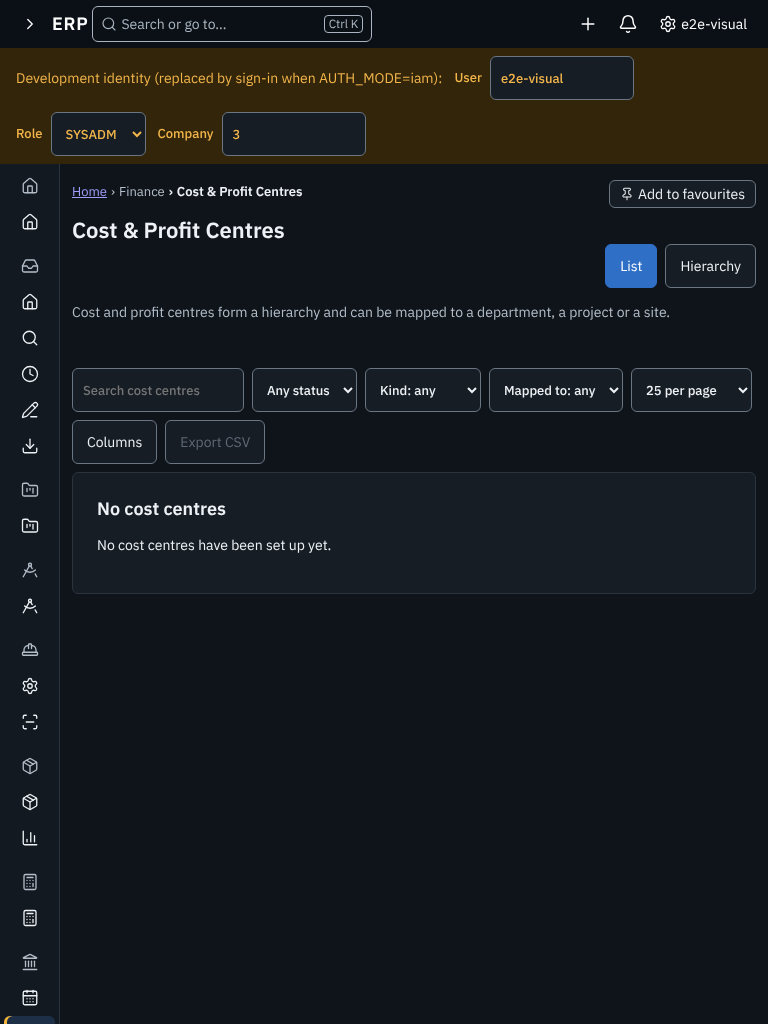 ERP Search or go to... Ctrl K e2e-visual
Development identity (replaced by sign-in when AUTH_MODE=iam): User e2e-visual
Role SYSADM Company 3
Home › Finance › Cost & Profit Centres Add to favourites
Cost & Profit Centres
List Hierarchy
Cost and profit centres form a hierarchy and can be mapped to a department, a project or a site.
Search cost centres Any status Kind: any Mapped to: any 25 per page
Columns Export CSV
No cost centres
No cost centres have been set up yet.